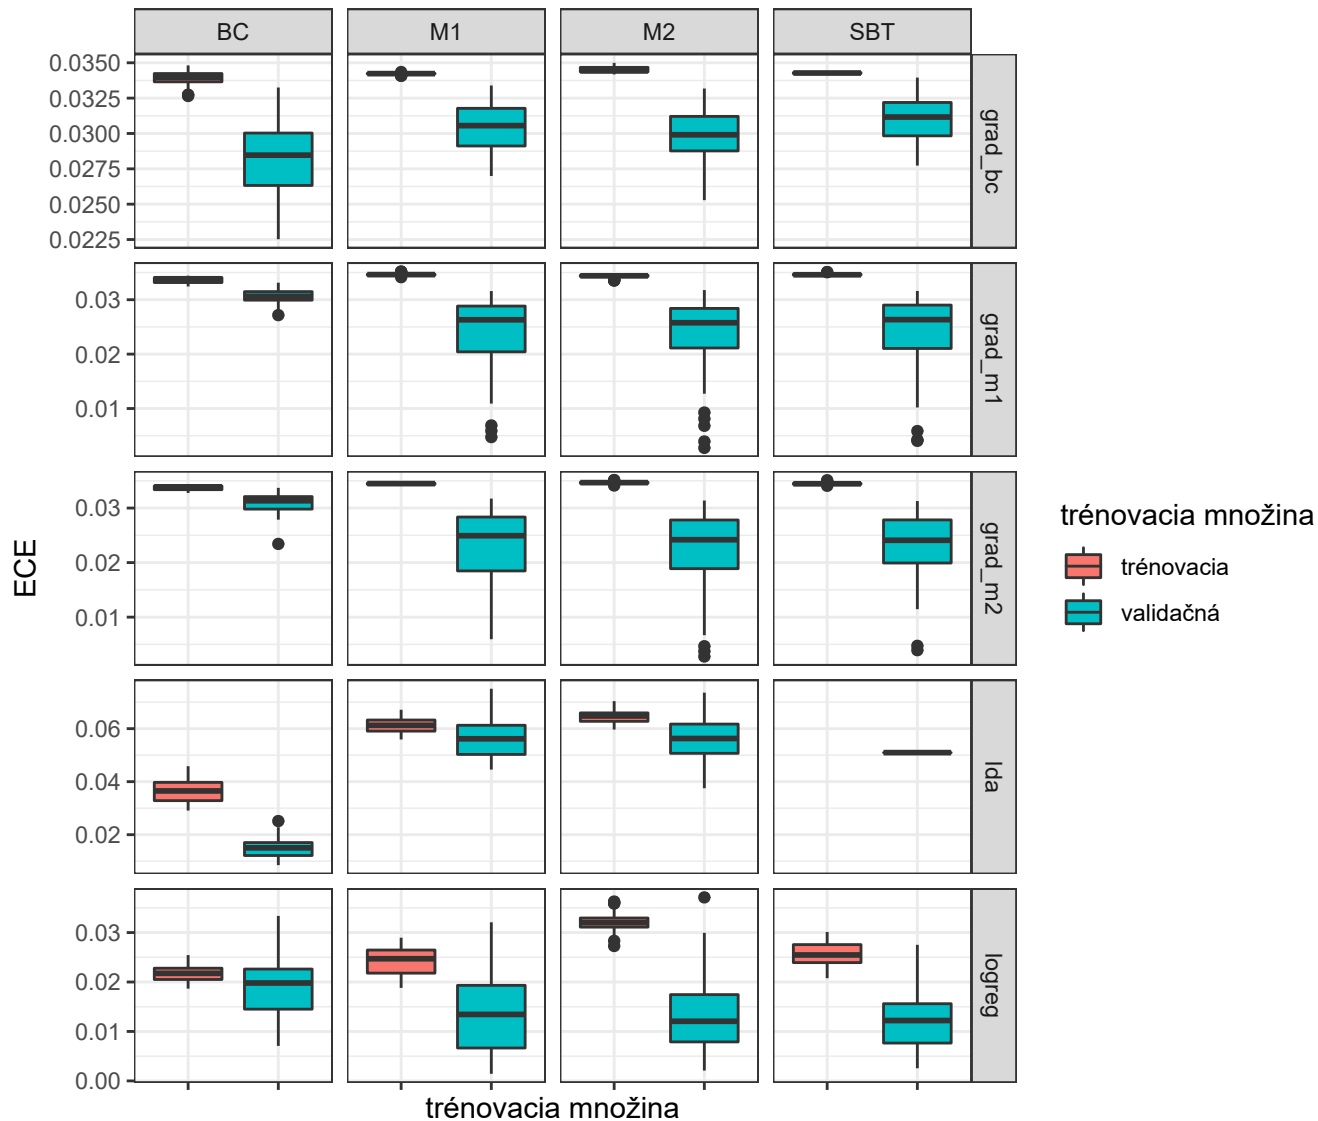 BC
M1
M2
SBT
0.0350
0.0325
0.0300
0.0275
0.0250
0.0225
grad_bc
0.03
0.02
0.01
grad_m1
0.03
0.02
0.01
grad_m2
0.06
0.04
0.02
lda
0.03
0.02
0.01
0.00
logreg
ECE
trénovacia množina
trénovacia množina
trénovacia
validačná